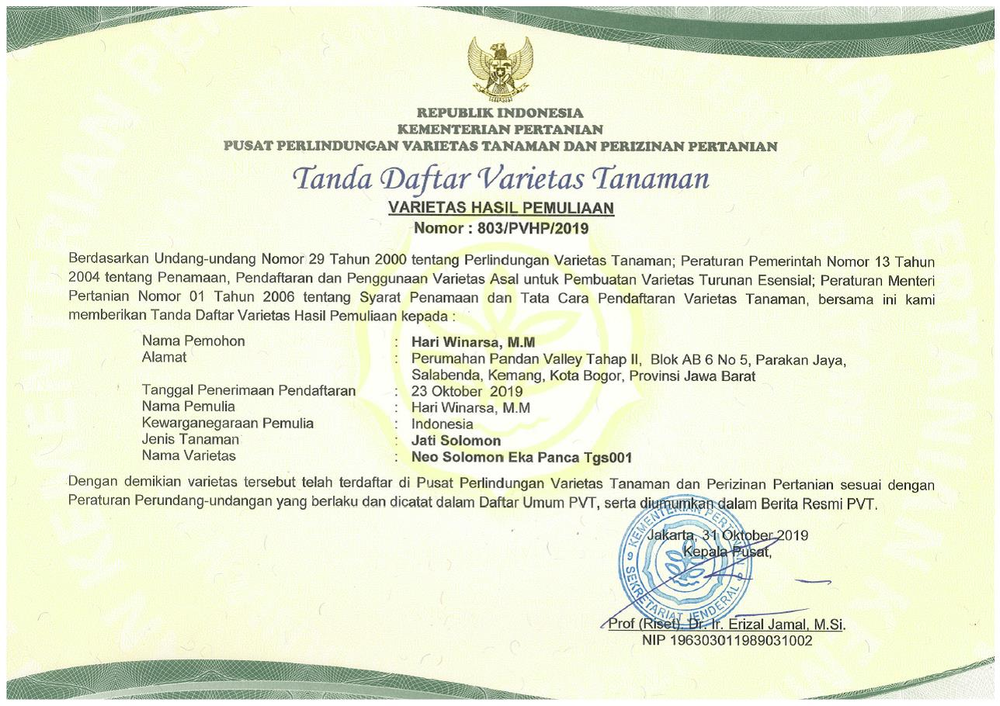 REPUBLIK INDONESIA
KEMENTERIAN PERTANIAN
PUSAT PERLINDUNGAN VARIETAS TANAMAN DAN PERIZINAN PERTANIAN
Tanda Daftar Varietas Tanaman
VARIETAS HASIL PEMULIAAN
Nomor : 803/PVHP/2019
Berdasarkan Undang-undang Nomor 29 Tahun 2000 tentang Perlindungan Varietas Tanaman; Peraturan Pemerintah Nomor 13 Tahun
2004 tentang Penamaan, Pendaftaran dan Penggunaan Varietas Asal untuk Pembuatan Varietas Turunan Esensial; Peraturan Menteri
Pertanian Nomor 01 Tahun 2006 tentang Syarat Penamaan dan Tata Cara Pendaftaran Varietas Tanaman, bersama ini kami
memberikan Tanda Daftar Varietas Hasil Pemuliaan kepada :
Nama Pemohon : Hari Winarsa, M.M
Alamat : Perumahan Pandan Valley Tahap II, Blok AB 6 No 5, Parakan Jaya,
Salabenda, Kemang, Kota Bogor, Provinsi Jawa Barat
Tanggal Penerimaan Pendaftaran : 23 Oktober 2019
Nama Pemulia : Hari Winarsa, M.M
Kewarganegaraan Pemulia : Indonesia
Jenis Tanaman : Jati Solomon
Nama Varietas : Neo Solomon Eka Panca Tgs001
Dengan demikian varietas tersebut telah terdaftar di Pusat Perlindungan Varietas Tanaman dan Perizinan Pertanian sesuai dengan
Peraturan Perundang-undangan yang berlaku dan dicatat dalam Daftar Umum PVT, serta diumumkan dalam Berita Resmi PVT.
Jakarta, 31 Oktober 2019
Kepala Pusat,
KEMENTERIAN PERTANIAN
9 SEKRETARIAT JENDERAL 9
Prof (Riset). Dr. Ir. Erizal Jamal, M.Si.
NIP 196303011989031002